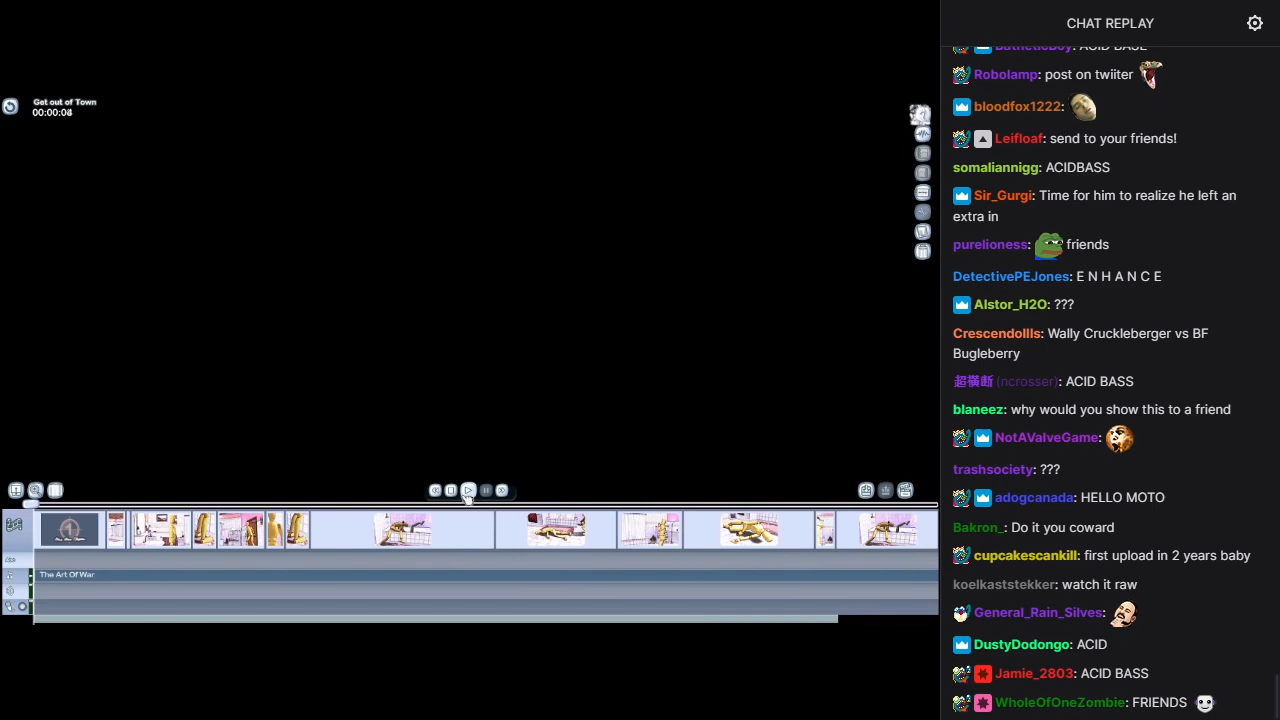 Get out of Town
00:00:04
The Art Of War
CHAT REPLAY
BatheticBoy: ACID BASE
Robolamp: post on twiiter
bloodfox1222:
Leifloaf: send to your friends!
somaliannigg: ACIDBASS
Sir_Gurgi: Time for him to realize he left an
extra in
purelioness: friends
DetectivePEJones: E N H A N C E
Alstor_H2O: ???
Crescendollls: Wally Cruckleberger vs BF
Bugleberry
超横断 (ncrosser): ACID BASS
blaneez: why would you show this to a friend
NotAValveGame:
trashsociety: ???
adogcanada: HELLO MOTO
Bakron_: Do it you coward
cupcakescankill: first upload in 2 years baby
koelkaststekker: watch it raw
General_Rain_Silves:
DustyDodongo: ACID
Jamie_2803: ACID BASS
WholeOfOneZombie: FRIENDS